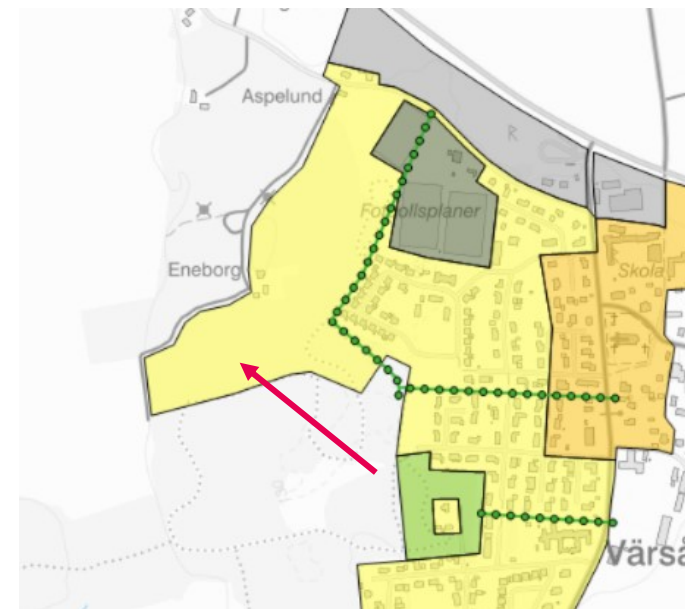 Aspelund
R
Fotbollsplaner
Eneborg
Skola
Värså